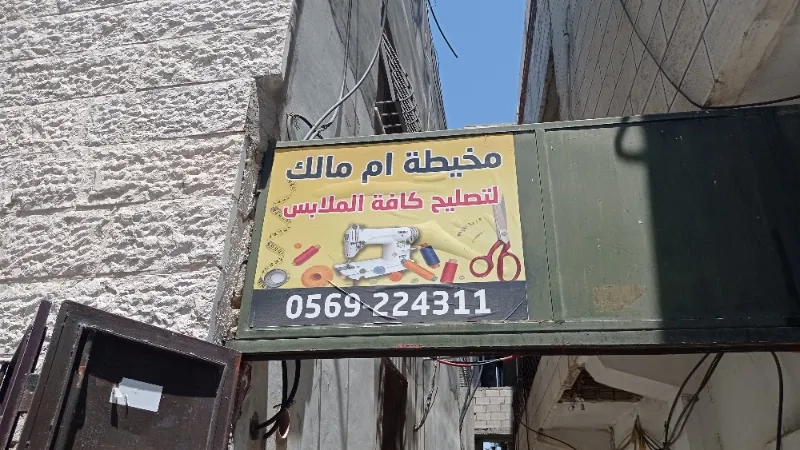 مخيطة ام مالك
لتصليح كافة الملابس
0569 224311